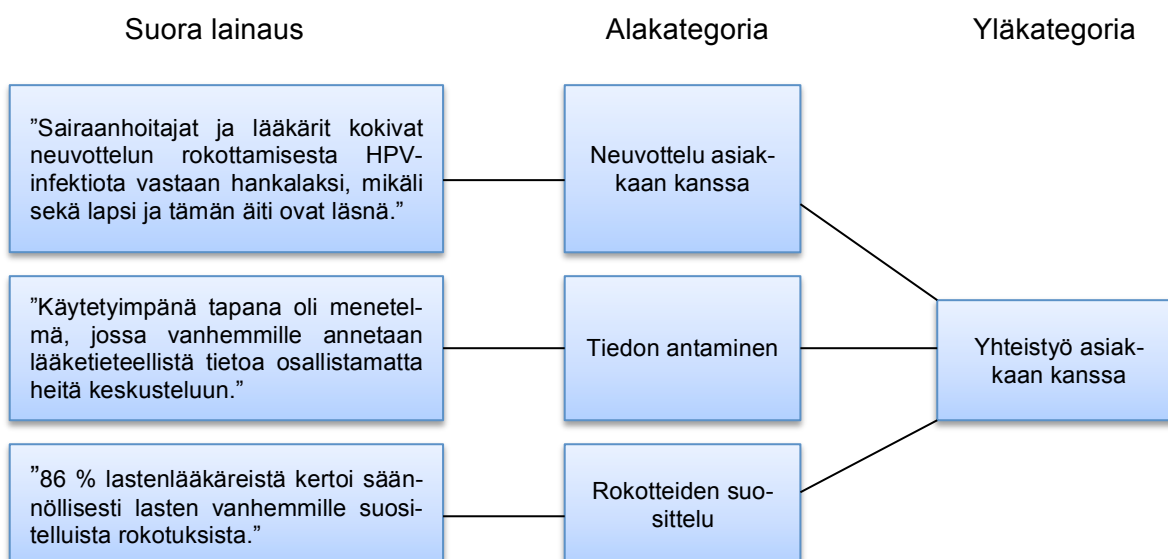 Suora lainaus
Alakategoria
Yläkategoria
”Sairaanhoitajat ja lääkärit kokivat
neuvottelun rokottamisesta HPV-
infektiota vastaan hankalaksi, mikäli
sekä lapsi ja tämän äiti ovat läsnä.”
Neuvottelu asiak-
kaan kanssa
”Käytetyimpänä tapana oli menetel-
mä, jossa vanhemmille annetaan
lääketieteellistä tietoa osallistamatta
heitä keskusteluun.”
Tiedon antaminen
Yhteistyö asiak-
kaan kanssa
”86 % lastenlääkäreistä kertoi sään-
nöllisesti lasten vanhemmille suosi-
telluista rokotuksista.”
Rokotteiden suo-
sittelu